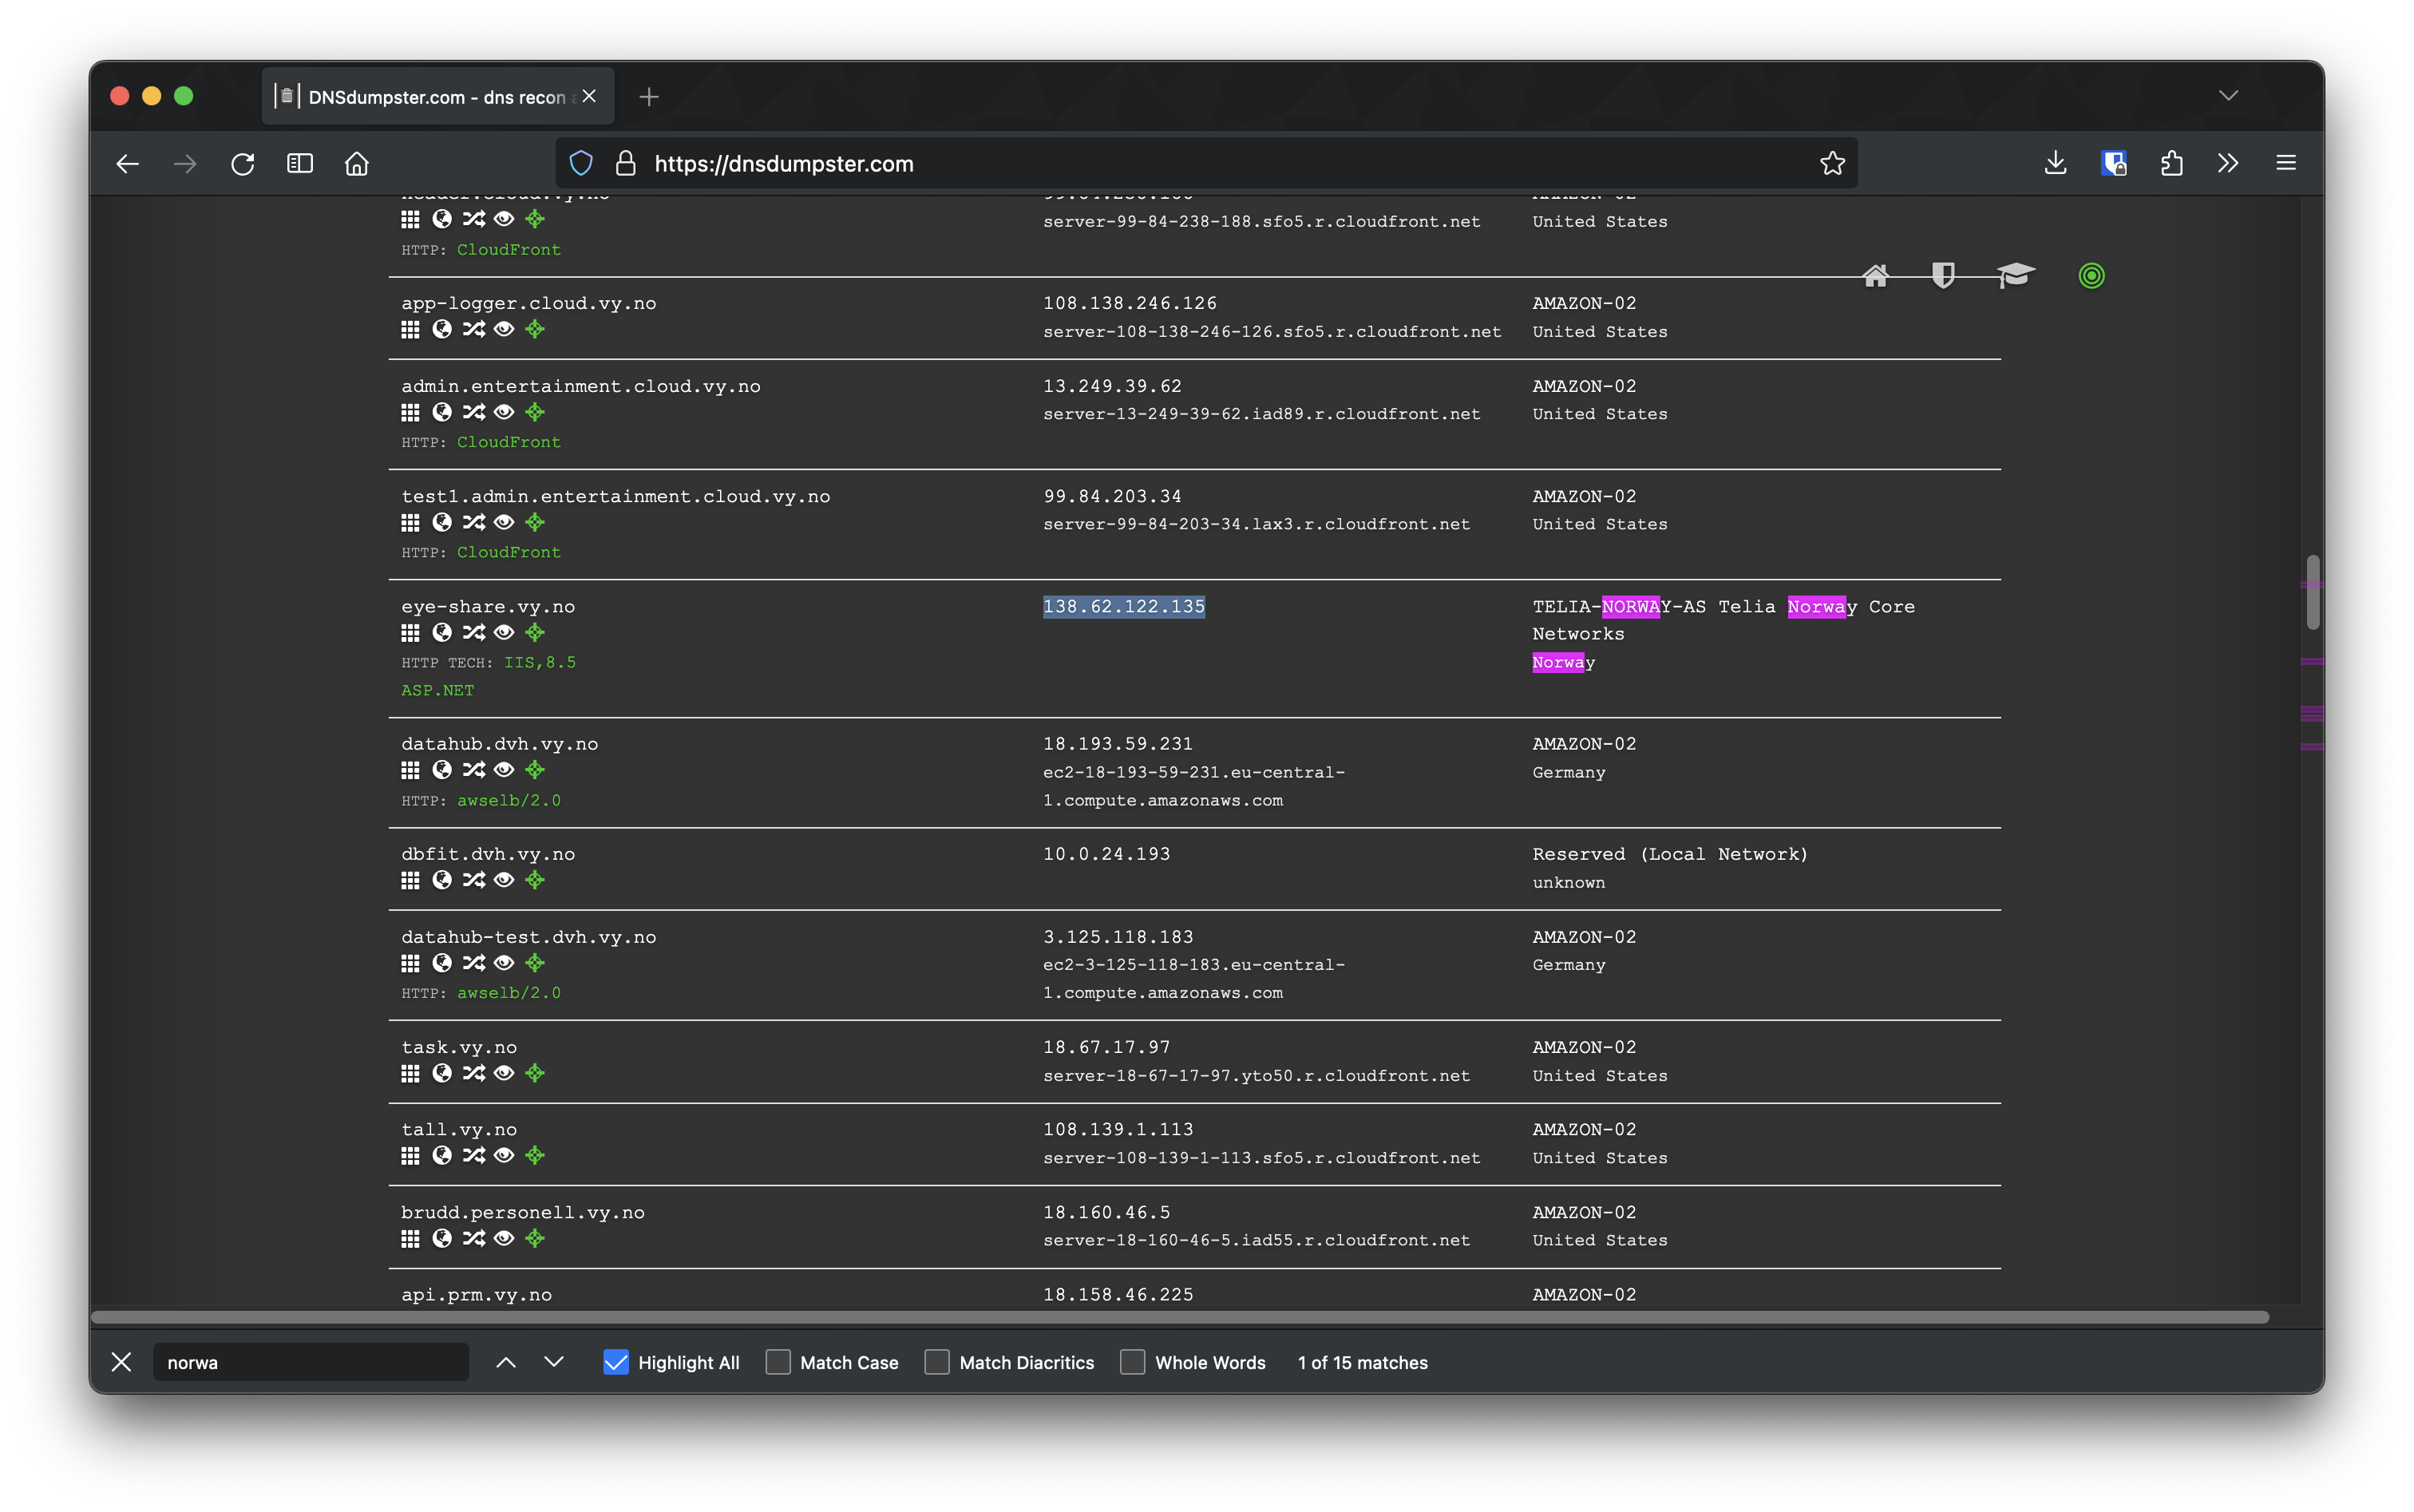 DNSdumpster.com - dns recon a
https://dnsdumpster.com
server-99-84-238-188.sfo5.r.cloudfront.net United States
HTTP: CloudFront
app-logger.cloud.vy.no 108.138.246.126 AMAZON-02
server-108-138-246-126.sfo5.r.cloudfront.net United States
admin.entertainment.cloud.vy.no 13.249.39.62 AMAZON-02
server-13-249-39-62.iad89.r.cloudfront.net United States
HTTP: CloudFront
test1.admin.entertainment.cloud.vy.no 99.84.203.34 AMAZON-02
server-99-84-203-34.lax3.r.cloudfront.net United States
HTTP: CloudFront
eye-share.vy.no 138.62.122.135 TELIA-NORWAY-AS Telia Norway Core
Networks
HTTP TECH: IIS,8.5 Norway
ASP.NET
datahub.dvh.vy.no 18.193.59.231 AMAZON-02
ec2-18-193-59-231.eu-central- Germany
HTTP: awselb/2.0 1.compute.amazonaws.com
dbfit.dvh.vy.no 10.0.24.193 Reserved (Local Network)
unknown
datahub-test.dvh.vy.no 3.125.118.183 AMAZON-02
ec2-3-125-118-183.eu-central- Germany
HTTP: awselb/2.0 1.compute.amazonaws.com
task.vy.no 18.67.17.97 AMAZON-02
server-18-67-17-97.yto50.r.cloudfront.net United States
tall.vy.no 108.139.1.113 AMAZON-02
server-108-139-1-113.sfo5.r.cloudfront.net United States
brudd.personell.vy.no 18.160.46.5 AMAZON-02
server-18-160-46-5.iad55.r.cloudfront.net United States
api.prm.vy.no 18.158.46.225 AMAZON-02
norwa Highlight All Match Case Match Diacritics Whole Words 1 of 15 matches